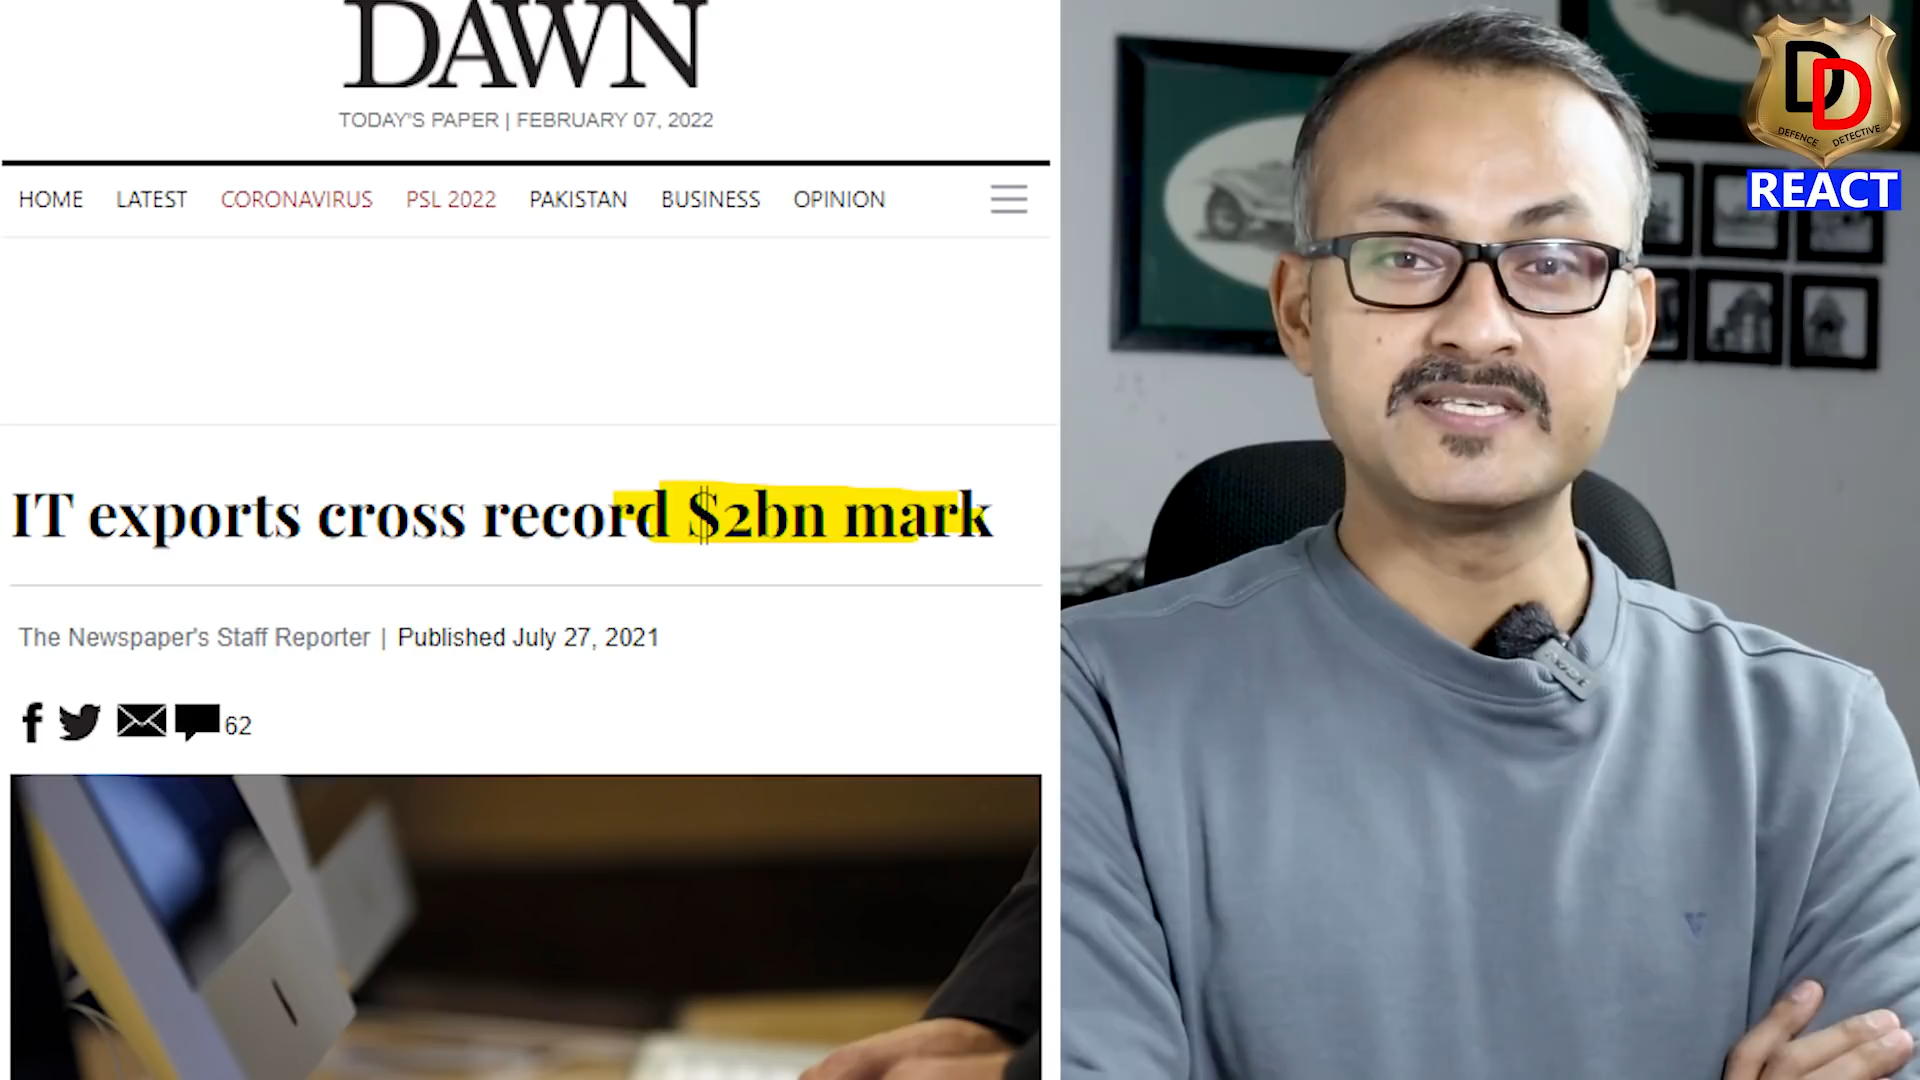 DAWN
TODAY'S PAPER | FEBRUARY 07, 2022
HOME LATEST CORONAVIRUS PSL 2022 PAKISTAN BUSINESS OPINION
IT exports cross record $2bn mark
The Newspaper's Staff Reporter | Published July 27, 2021
62
DD
DEFENCE DETECTIVE
REACT